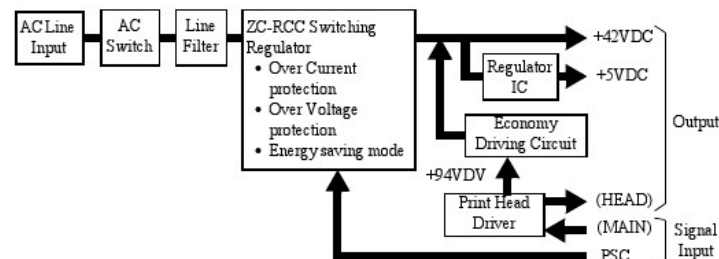 AC Line
Input
AC
Switch
Line
Filter
ZC-RCC Switching
Regulator
• Over Current
protection
• Over Voltage
protection
• Energy saving mode
+42VDC
Regulator
IC
+5VDC
Economy
Driving Circuit
Output
+94VDV
Print Head
Driver
(HEAD)
(MAIN)
Signal
Input
PSC